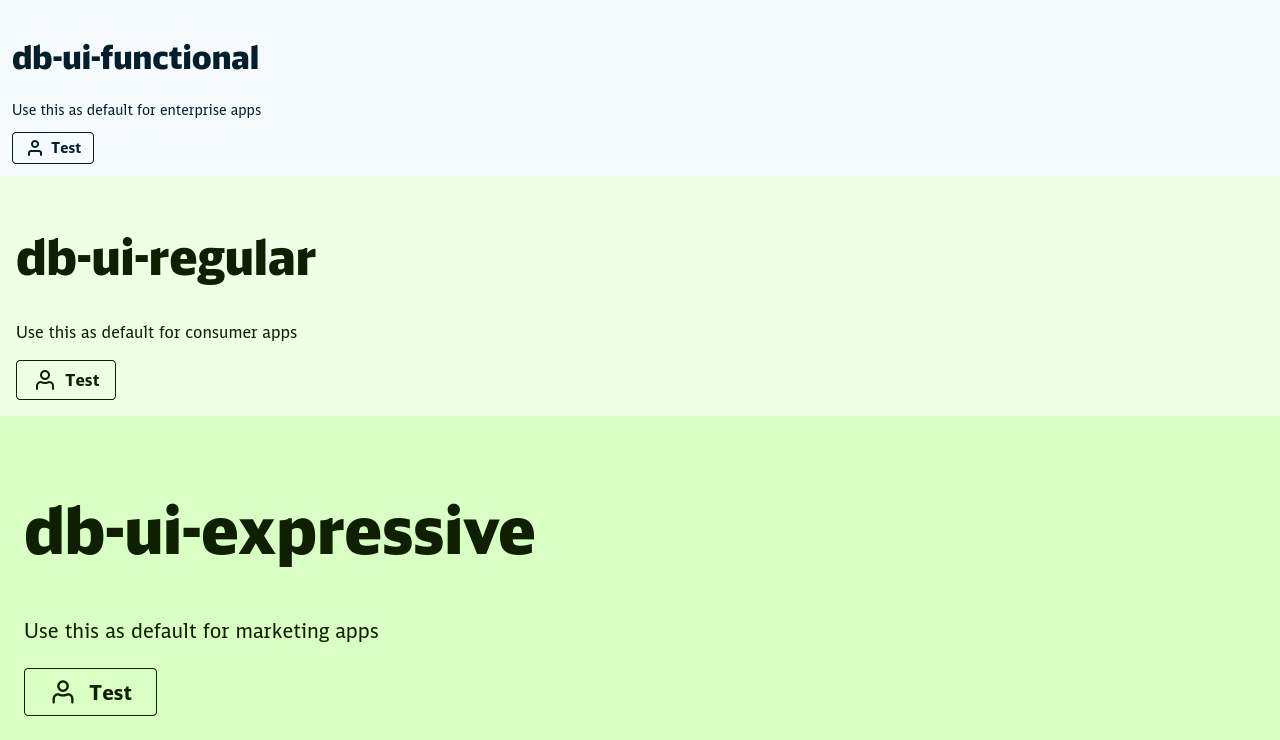 db-ui-functional
Use this as default for enterprise apps
Test
db-ui-regular
Use this as default for consumer apps
Test
db-ui-expressive
Use this as default for marketing apps
Test